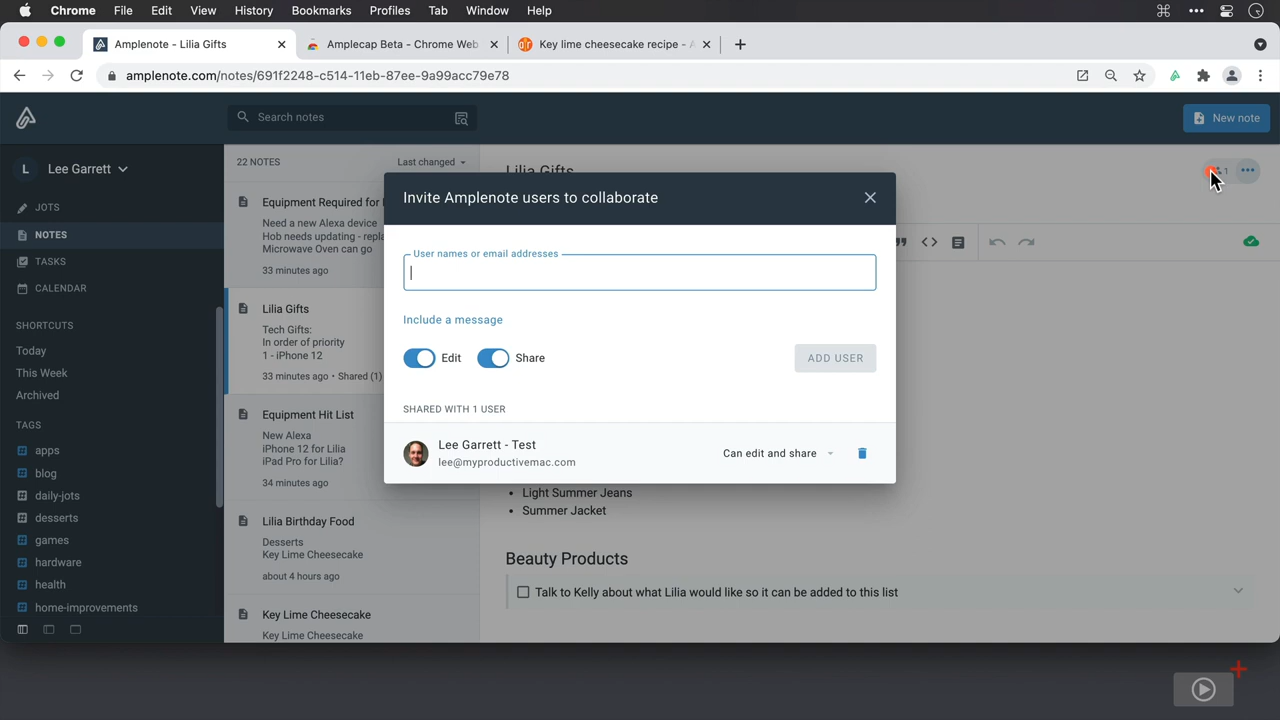 Chrome File Edit View History Bookmarks Profiles Tab Window Help
Amplenote - Lilia Gifts
Amplecap Beta - Chrome Web
Key lime cheesecake recipe -
amplenote.com/notes/691f2248-c514-11eb-87ee-9a99acc79e78
Search notes
New note
L Lee Garrett
JOTS
NOTES
TASKS
CALENDAR
SHORTCUTS
Today
This Week
Archived
TAGS
apps
blog
daily-jots
desserts
games
hardware
health
home-improvements
22 NOTES
Last changed
Equipment Required for
Need a new Alexa device
Hob needs updating -
Microwave Oven can go
33 minutes ago
Lilia Gifts
Tech Gifts:
In order of priority
1 - iPhone 12
33 minutes ago • Shared (1)
Equipment Hit List
New Alexa
iPhone 12 for Lilia
iPad Pro for Lilia?
34 minutes ago
Lilia Birthday Food
Desserts
Key Lime Cheesecake
about 4 hours ago
Key Lime Cheesecake
Key Lime Cheesecake
Lilia Gifts
1
Invite Amplenote users to collaborate
User names or email addresses
Include a message
Edit
Share
ADD USER
SHARED WITH 1 USER
Lee Garrett - Test
lee@myproductivemac.com
Can edit and share
• Light Summer Jeans
• Summer Jacket
Beauty Products
Talk to Kelly about what Lilia would like so it can be added to this list